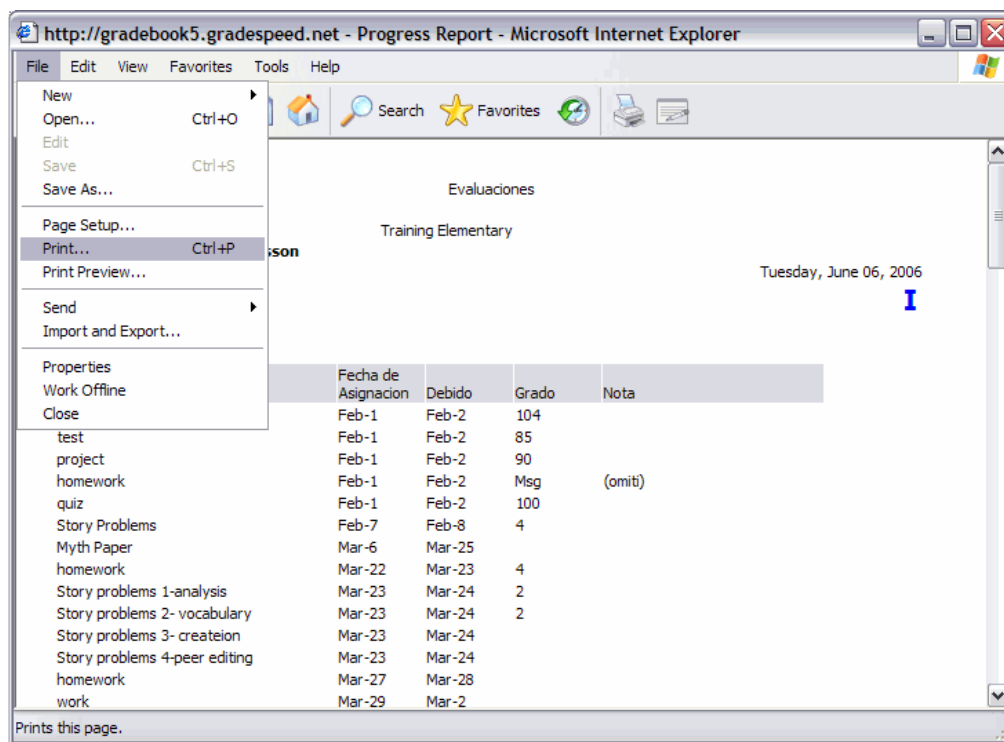 http://gradebook5.gradespeed.net - Progress Report - Microsoft Internet Explorer
File Edit View Favorites Tools Help
Search Favorites
New
Open... Ctrl+O
Edit
Save Ctrl+S
Save As...
Page Setup...
Print... Ctrl+P
Print Preview...
Send
Import and Export...
Properties
Work Offline
Close
Evaluaciones
Training Elementary
sson
Tuesday, June 06, 2006
I
Fecha de
Asignacion Debido Grado Nota
Feb-1 Feb-2 104
test Feb-1 Feb-2 85
project Feb-1 Feb-2 90
homework Feb-1 Feb-2 Msg (omiti)
quiz Feb-1 Feb-2 100
Story Problems Feb-7 Feb-8 4
Myth Paper Mar-6 Mar-25
homework Mar-22 Mar-23 4
Story problems 1-analysis Mar-23 Mar-24 2
Story problems 2- vocabulary Mar-23 Mar-24 2
Story problems 3- createion Mar-23 Mar-24
Story problems 4-peer editing Mar-23 Mar-24
homework Mar-27 Mar-28
work Mar-29 Mar-2
Prints this page.